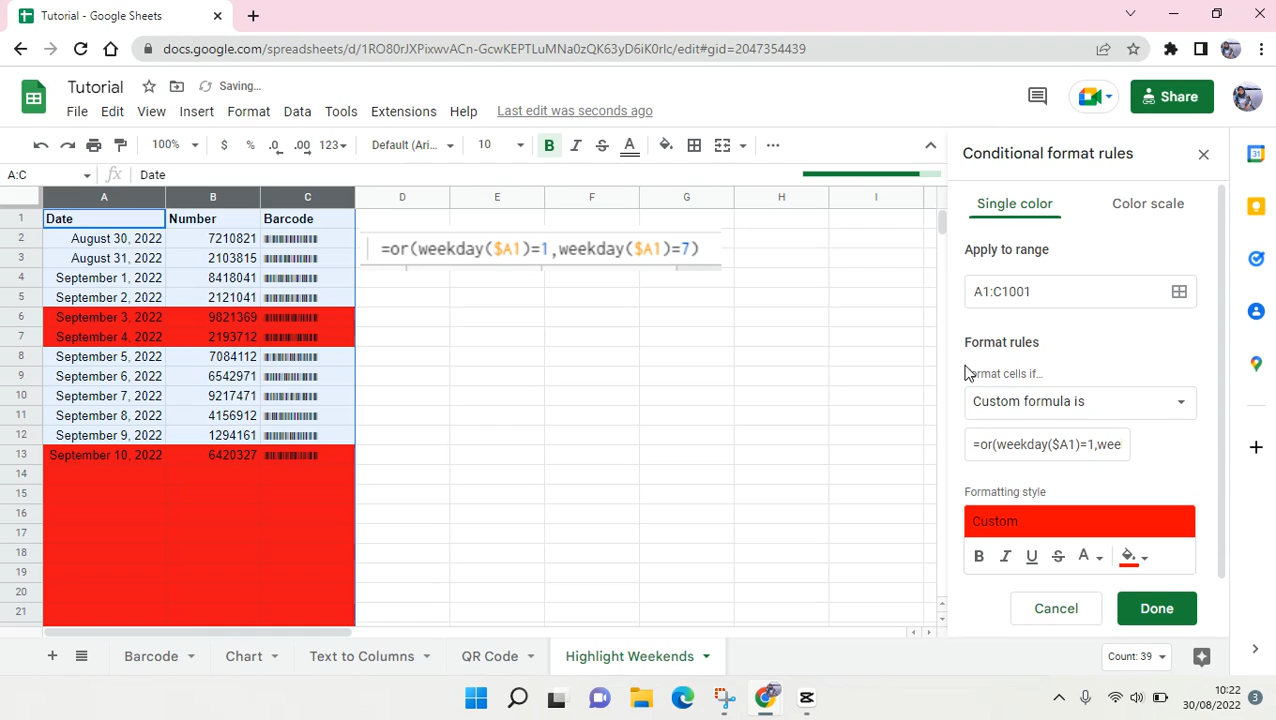 Tutorial - Google Sheets
docs.google.com/spreadsheets/d/1RO80rJXPixwvACn-GcwKEPTLuMNa0zQK63yD6iK0rlc/edit#gid=2047354439
Tutorial
Saving...
File Edit View Insert Format Data Tools Extensions Help Last edit was seconds ago
Share
100% $ % .0 .00 123 Default (Ari... 10 B I S A
A:C fx Date
A B C D E F G H I
1 Date Number Barcode
2 August 30, 2022 7210821
3 August 31, 2022 2103815
4 September 1, 2022 8418041
5 September 2, 2022 2121041
6 September 3, 2022 9821369
7 September 4, 2022 2193712
8 September 5, 2022 7084112
9 September 6, 2022 6542971
10 September 7, 2022 9217471
11 September 8, 2022 4156912
12 September 9, 2022 1294161
13 September 10, 2022 6420327
14
15
16
17
18
19
20
21
=or(weekday($A1)=1,weekday($A1)=7)
Conditional format rules
Single color Color scale
Apply to range
A1:C1001
Format rules
Format cells if...
Custom formula is
=or(weekday($A1)=1,wee
Formatting style
Custom
B I U S A
Cancel Done
Barcode Chart Text to Columns QR Code Highlight Weekends Count: 39
10:22
30/08/2022
3